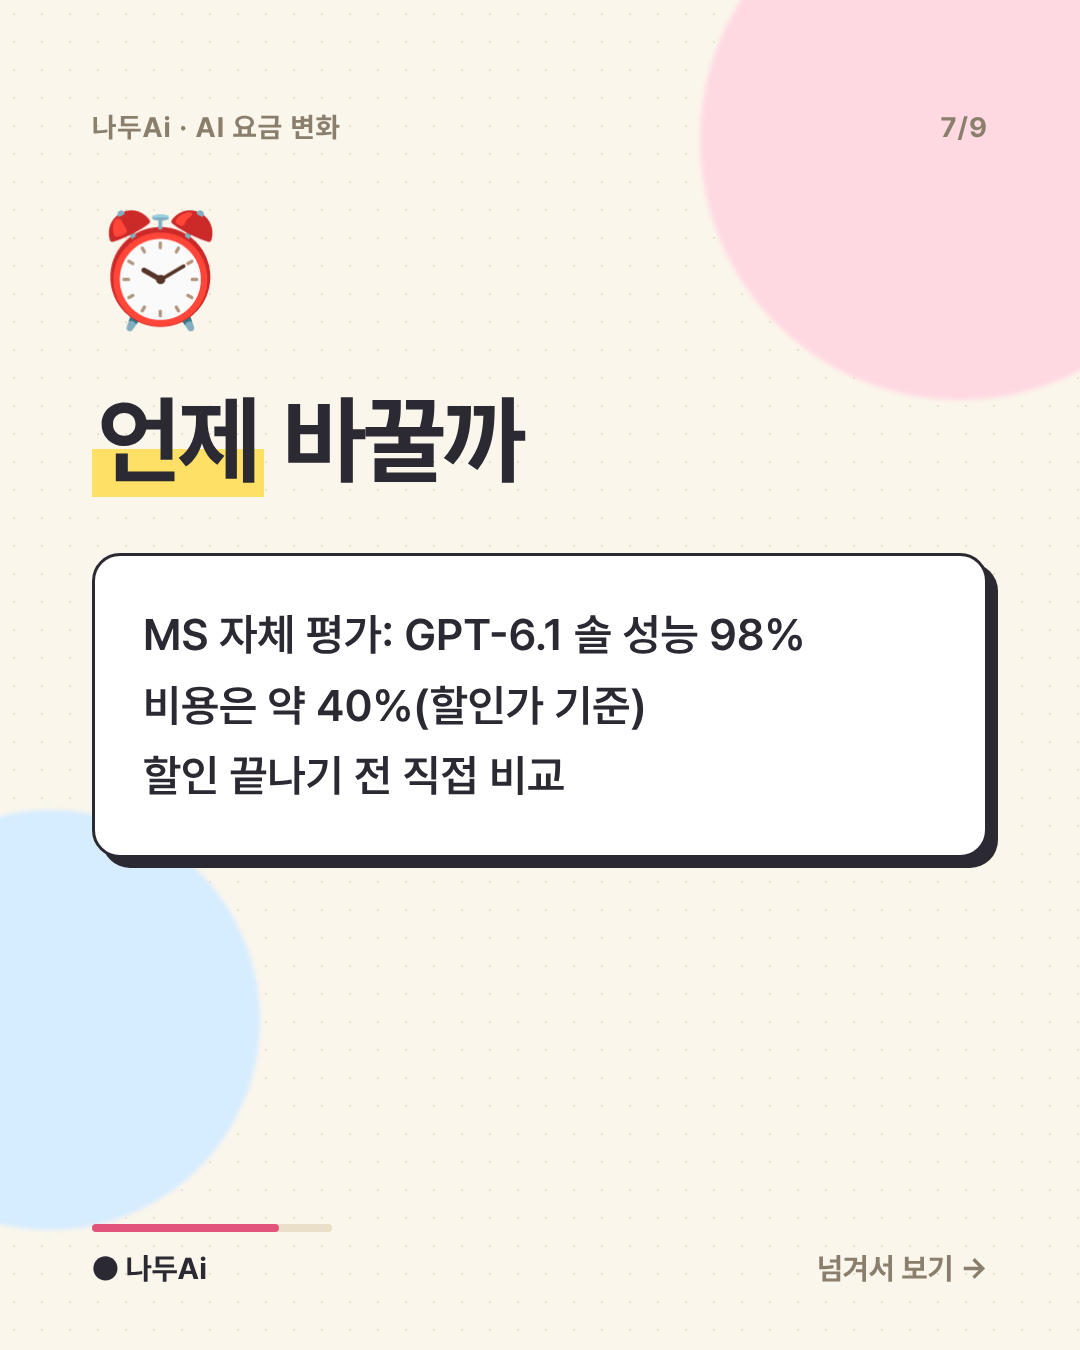 나두Ai · AI 요금 변화
7/9
언제 바꿀까
MS 자체 평가: GPT-6.1 솔 성능 98%
비용은 약 40%(할인가 기준)
할인 끝나기 전 직접 비교
나두Ai
넘겨서 보기 →